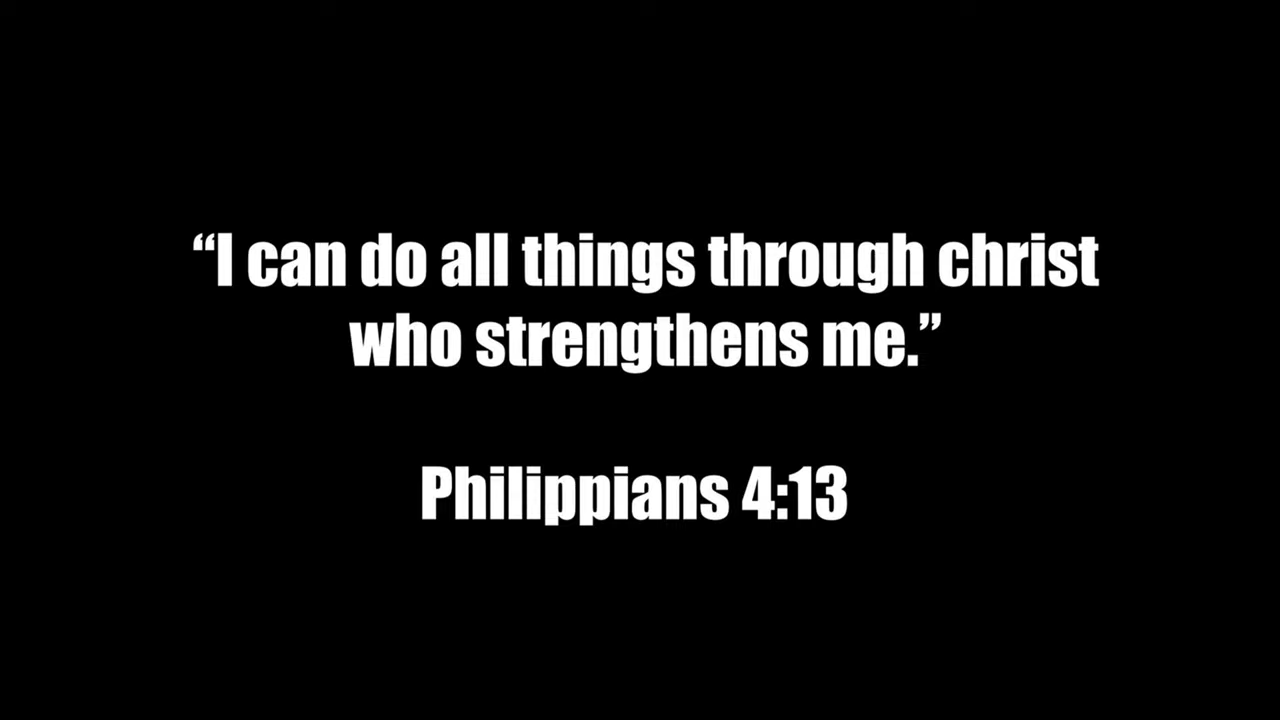 “I can do all things through christ
who strengthens me.”
Philippians 4:13